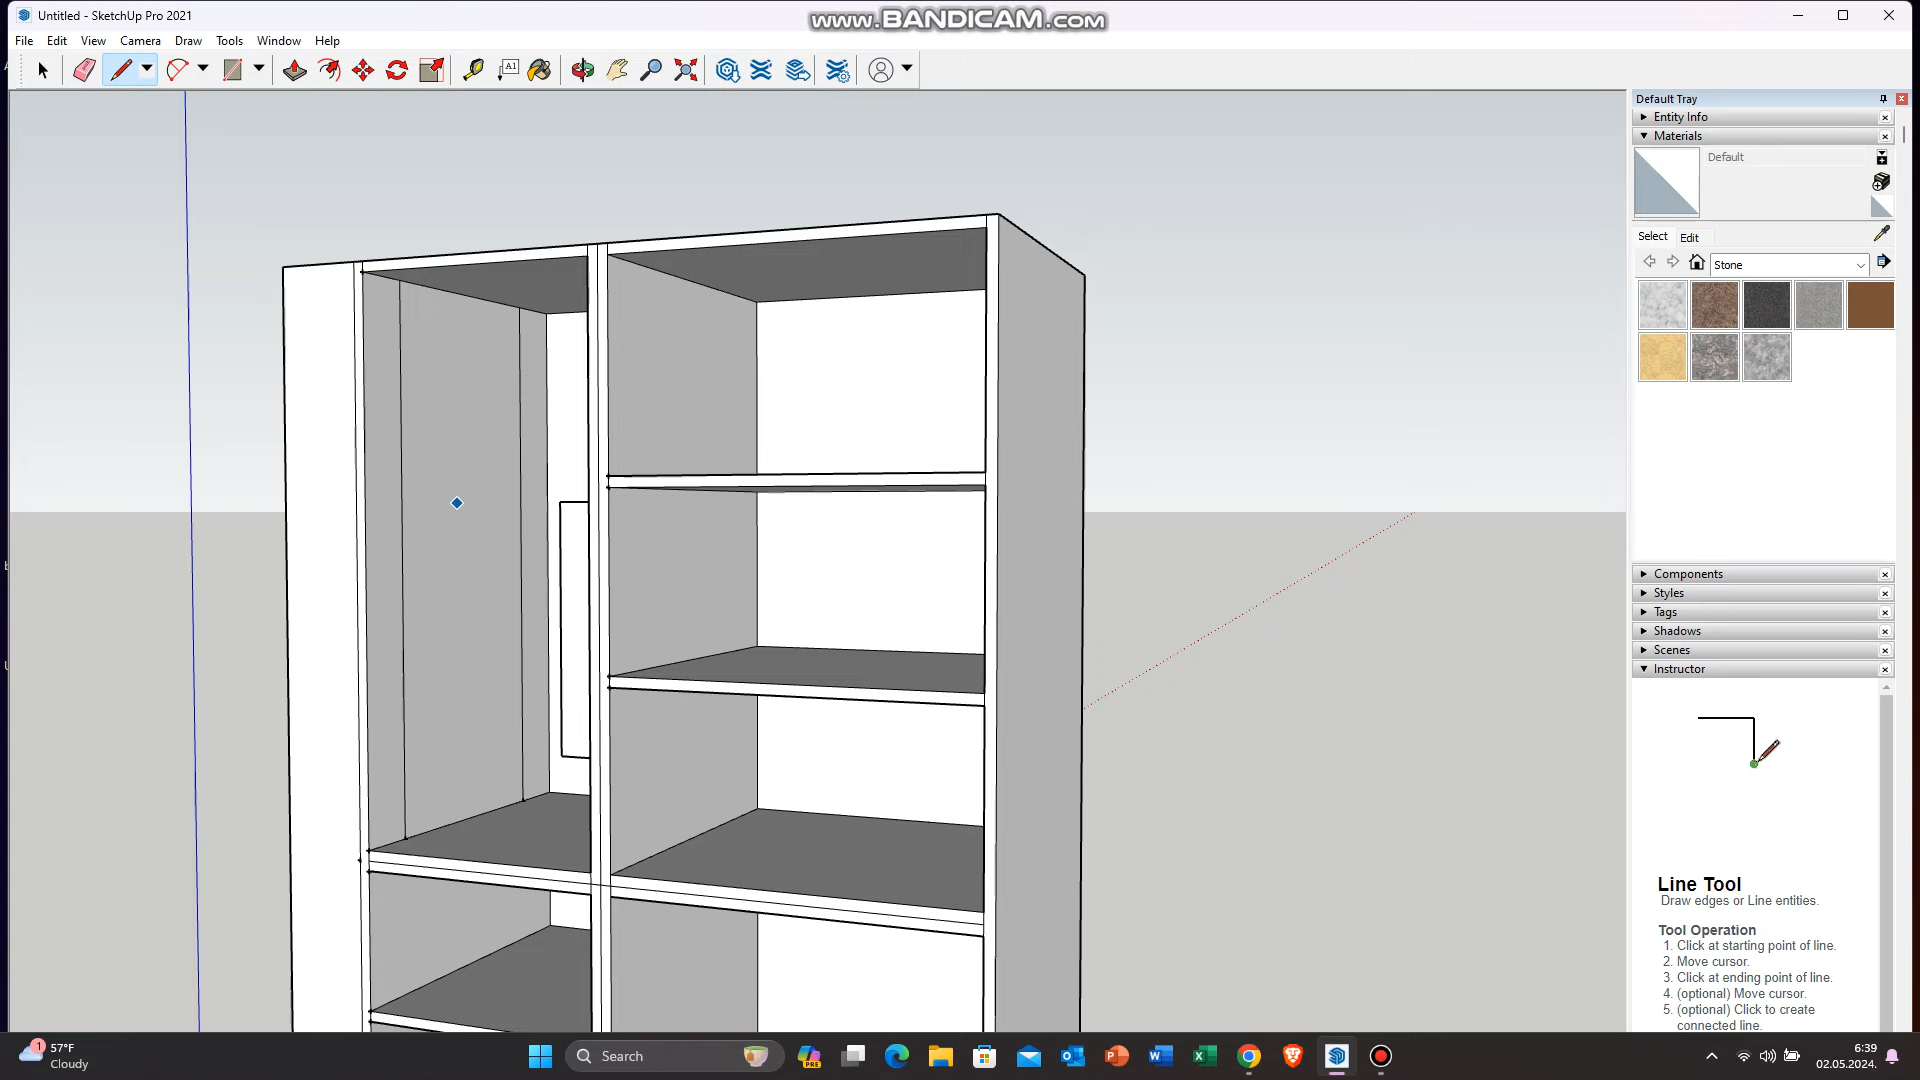 Untitled - SketchUp Pro 2021
www.BANDICAM.com
File Edit View Camera Draw Tools Window Help
A1
Default Tray
Entity Info
Materials
Default
Select Edit
Stone
Components
Styles
Tags
Shadows
Scenes
Instructor
Line Tool
Draw edges or Line entities.
Tool Operation
1. Click at starting point of line.
2. Move cursor.
3. Click at ending point of line.
4. (optional) Move cursor.
5. (optional) Click to create
connected line.
1
57°F
Cloudy
Search
PRE
6:39
02.05.2024.